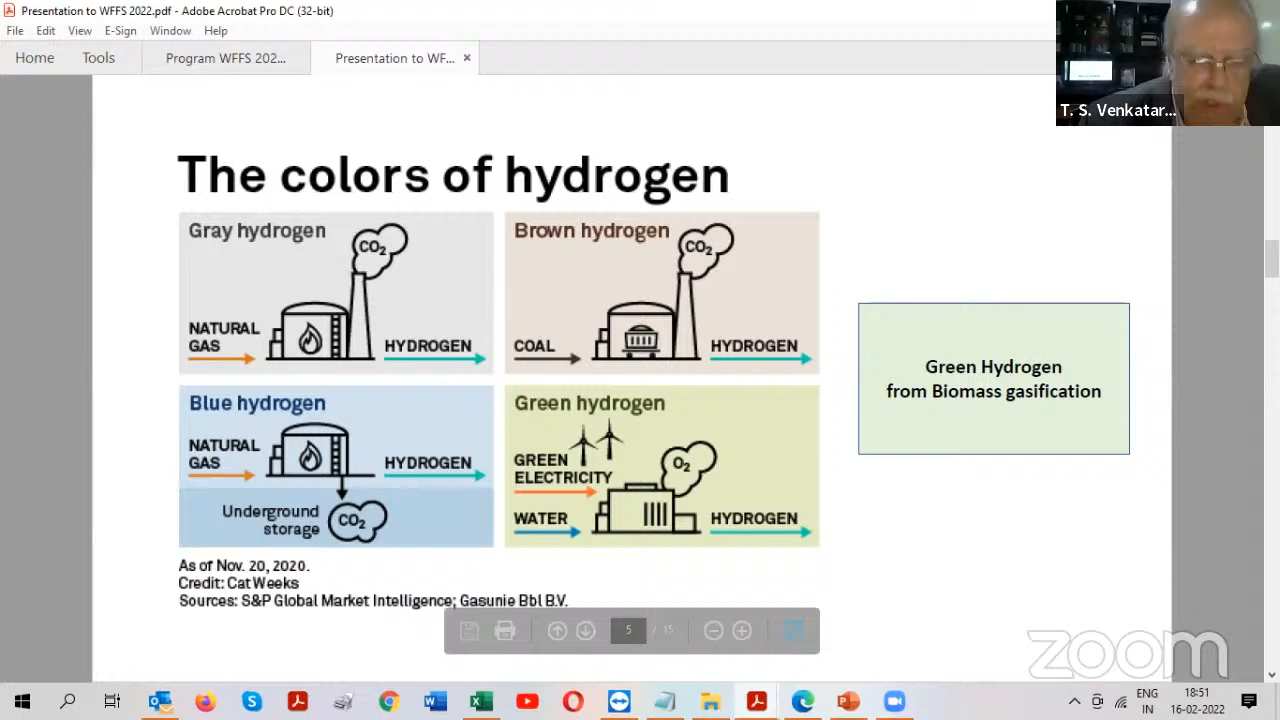 Presentation to WFFS 2022.pdf - Adobe Acrobat Pro DC (32-bit)
File Edit View E-Sign Window Help
Home Tools Program WFFS 202... Presentation to WF... ×
T. S. Venkatar...
The colors of hydrogen
Gray hydrogen
CO2
NATURAL
GAS
HYDROGEN
Brown hydrogen
CO2
COAL
HYDROGEN
Blue hydrogen
NATURAL
GAS
HYDROGEN
Underground
storage
CO2
Green hydrogen
GREEN
ELECTRICITY
O2
WATER
HYDROGEN
Green Hydrogen
from Biomass gasification
As of Nov. 20, 2020.
Credit: Cat Weeks
Sources: S&P Global Market Intelligence; Gasunie Bbl B.V.
5 / 15
zoom
ENG
IN
18:51
16-02-2022